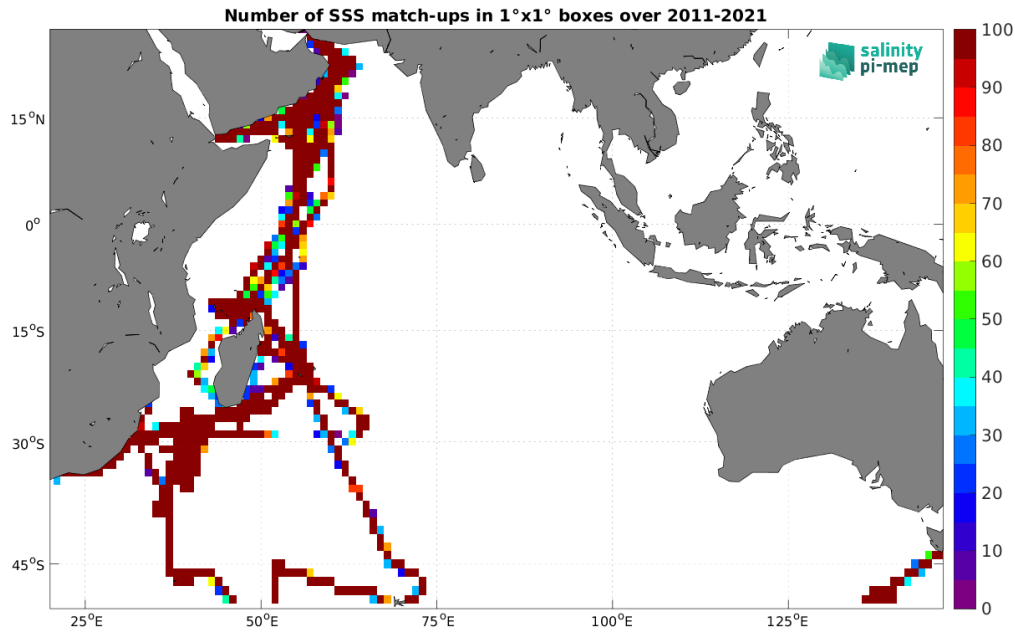 Number of SSS match-ups in 1°x1° boxes over 2011-2021
salinity
pi-mep
100
90
80
70
60
50
40
30
20
10
0
15°N
0°
15°S
30°S
45°S
25°E
50°E
75°E
100°E
125°E